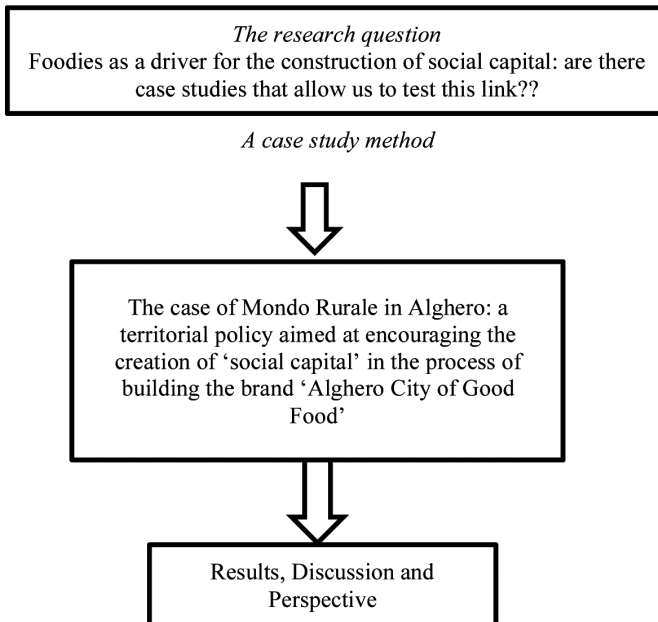 The research question
Foodies as a driver for the construction of social capital: are there
case studies that allow us to test this link??
A case study method
The case of Mondo Rurale in Alghero: a
territorial policy aimed at encouraging the
creation of ‘social capital’ in the process of
building the brand ‘Alghero City of Good
Food’
Results, Discussion and
Perspective